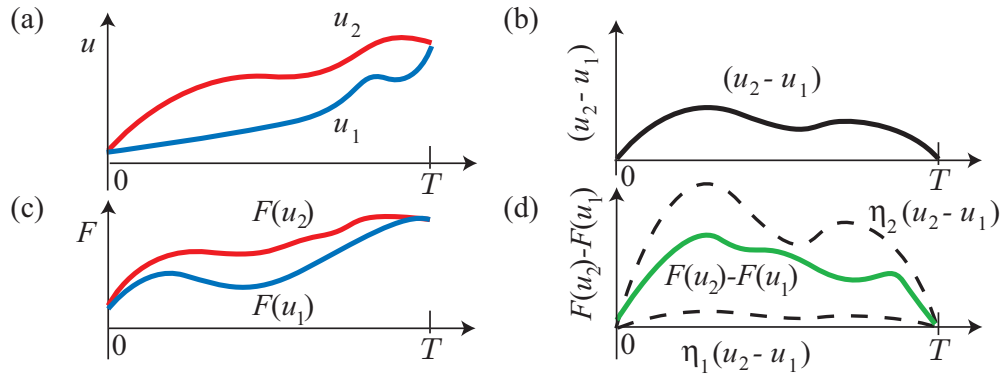 (a)
u
u₂
u₁
0
T
(b)
(u₂ - u₁)
(u₂ - u₁)
0
T
(c)
F
F(u₂)
F(u₁)
0
T
(d)
F(u₂)-F(u₁)
η₂(u₂ - u₁)
F(u₂)-F(u₁)
η₁(u₂ - u₁)
0
T